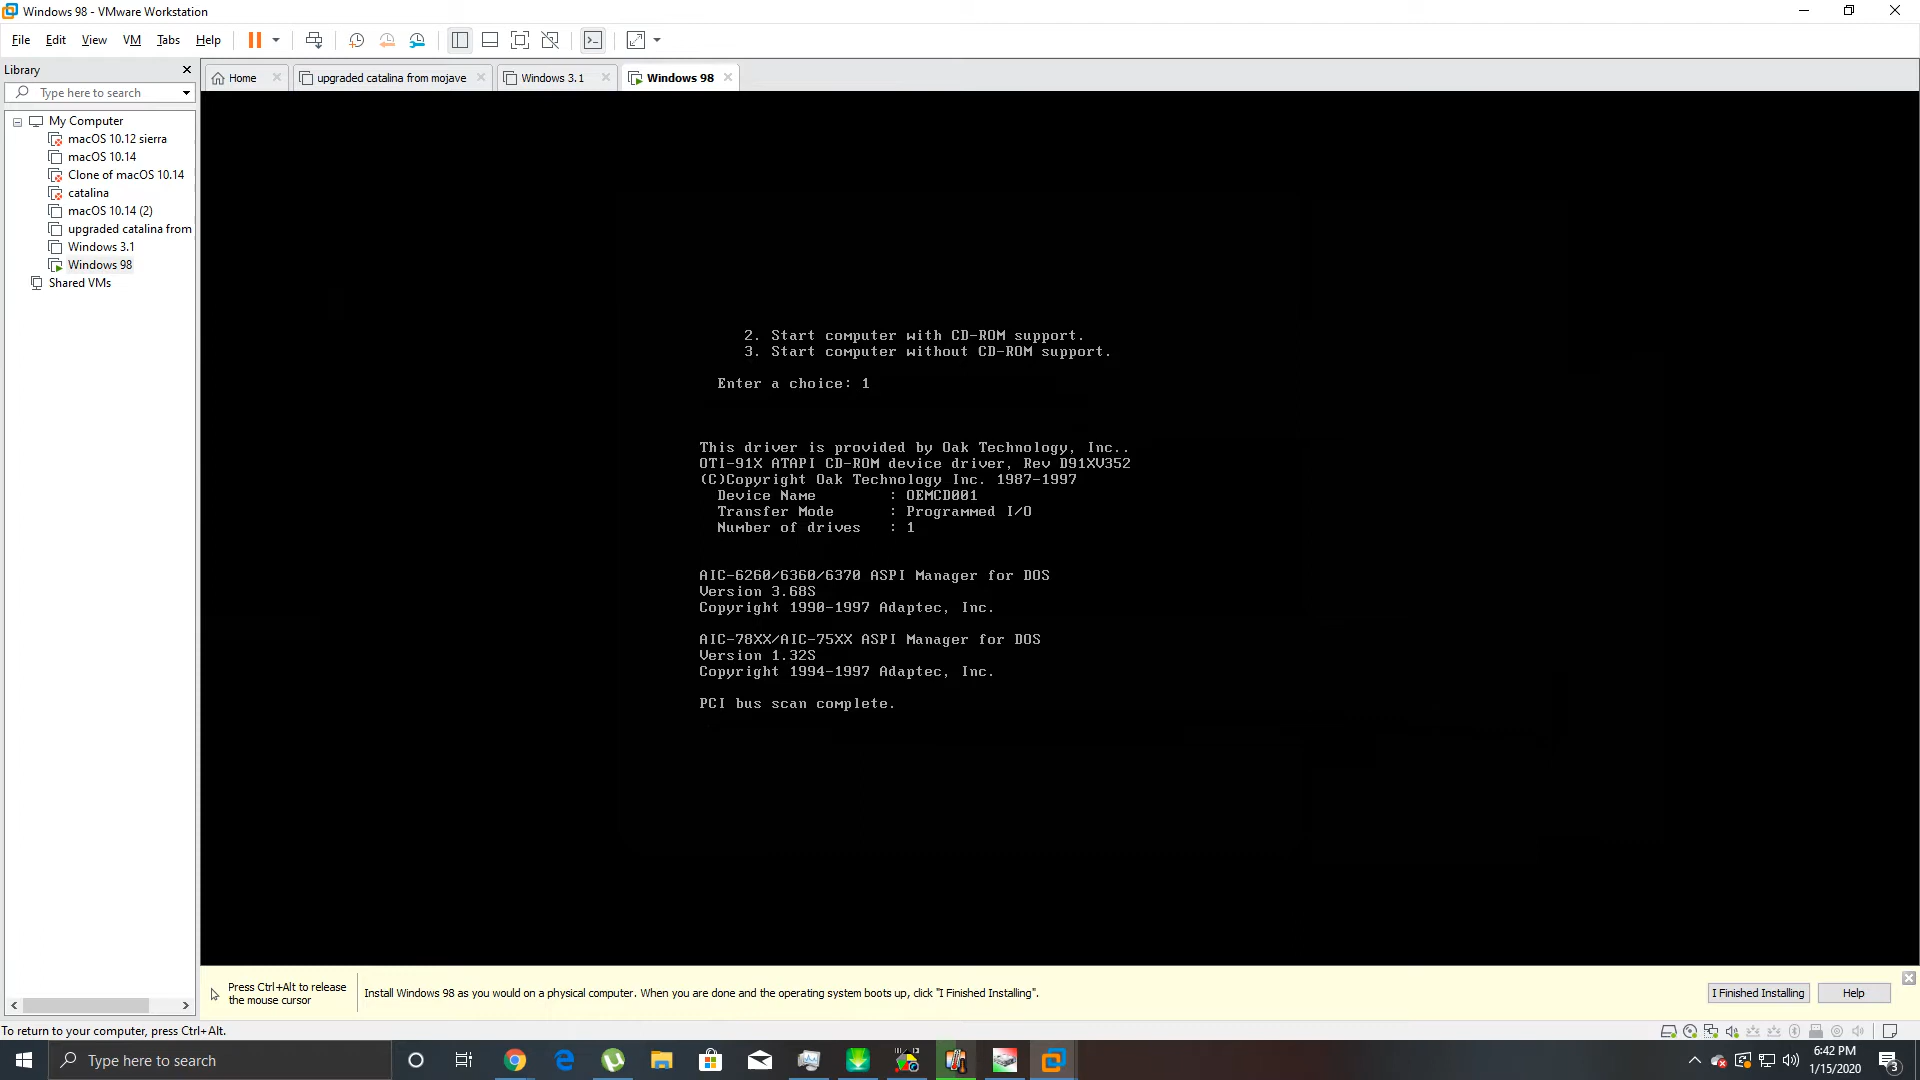 Windows 98 - VMware Workstation
File Edit View VM Tabs Help
Library
Type here to search
My Computer
macOS 10.12 sierra
macOS 10.14
Clone of macOS 10.14
catalina
macOS 10.14 (2)
upgraded catalina from
Windows 3.1
Windows 98
Shared VMs
Home
upgraded catalina from mojave
Windows 3.1
Windows 98
2. Start computer with CD-ROM support.
3. Start computer without CD-ROM support.
Enter a choice: 1
This driver is provided by Oak Technology, Inc..
OTI-91X ATAPI CD-ROM device driver, Rev D91XV352
(C)Copyright Oak Technology Inc. 1987-1997
Device Name : OEMCD001
Transfer Mode : Programmed I/O
Number of drives : 1
AIC-6260/6360/6370 ASPI Manager for DOS
Version 3.68S
Copyright 1990-1997 Adaptec, Inc.
AIC-78XX/AIC-75XX ASPI Manager for DOS
Version 1.32S
Copyright 1994-1997 Adaptec, Inc.
PCI bus scan complete.
Press Ctrl+Alt to release
the mouse cursor
Install Windows 98 as you would on a physical computer. When you are done and the operating system boots up, click "I Finished Installing".
I Finished Installing
Help
To return to your computer, press Ctrl+Alt.
Type here to search
6:42 PM
1/15/2020
3